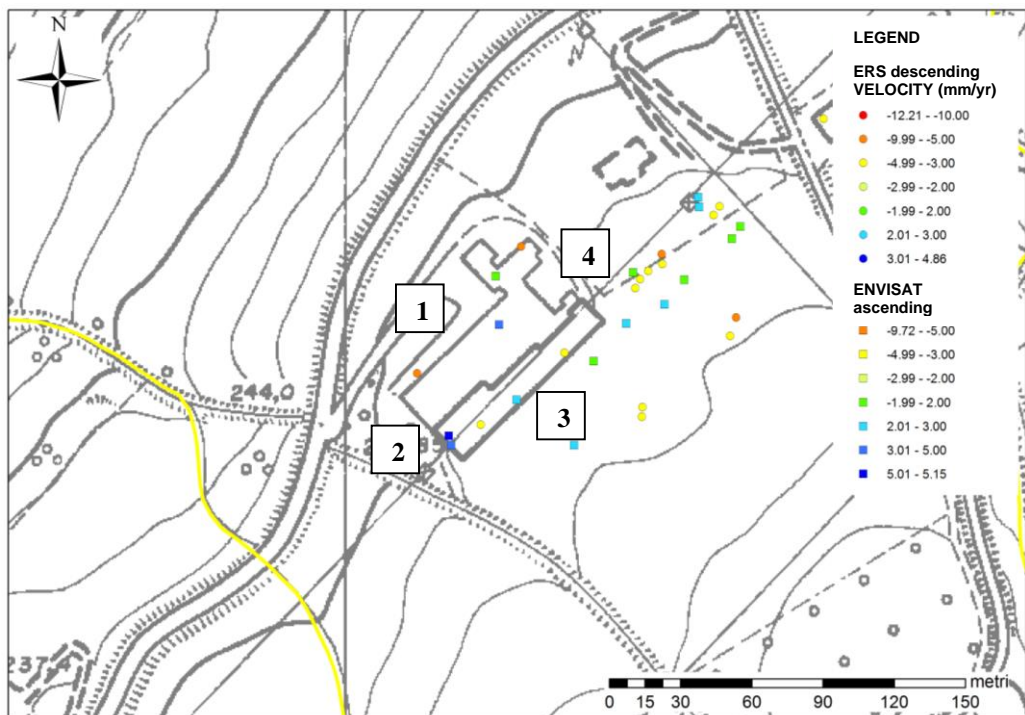 N
LEGEND
ERS descending
VELOCITY (mm/yr)
-12.21 - -10.00
-9.99 - -5.00
-4.99 - -3.00
-2.99 - -2.00
-1.99 - 2.00
2.01 - 3.00
3.01 - 4.86
ENVISAT
ascending
-9.72 - -5.00
-4.99 - -3.00
-2.99 - -2.00
-1.99 - 2.00
2.01 - 3.00
3.01 - 5.00
5.01 - 5.15
4
1
244,0
3
2
237,4
metri
0 15 30 60 90 120 150